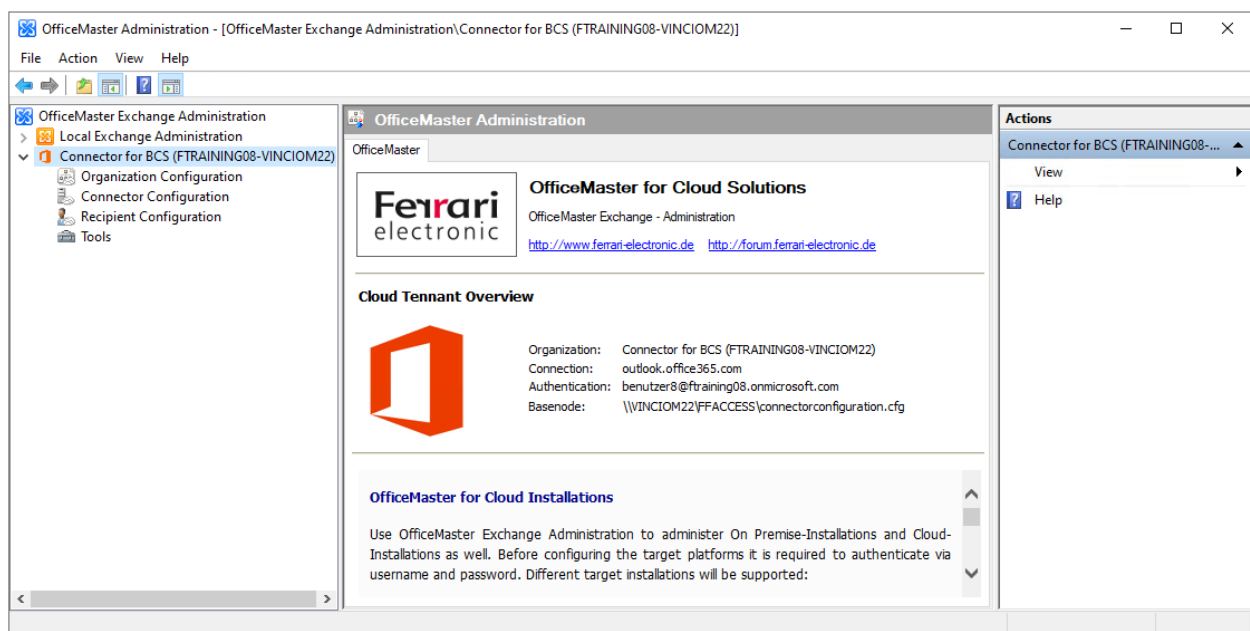 OfficeMaster Administration - [OfficeMaster Exchange Administration\Connector for BCS (FTRAINING08-VINCIOM22)]
File Action View Help
OfficeMaster Exchange Administration
Local Exchange Administration
Connector for BCS (FTRAINING08-VINCIOM22)
Organization Configuration
Connector Configuration
Recipient Configuration
Tools
OfficeMaster Administration
OfficeMaster
Ferrari
electronic
OfficeMaster for Cloud Solutions
OfficeMaster Exchange - Administration
http://www.ferrari-electronic.de http://forum.ferrari-electronic.de
Cloud Tennant Overview
Organization: Connector for BCS (FTRAINING08-VINCIOM22)
Connection: outlook.office365.com
Authentication: benutzer8@ftraining08.onmicrosoft.com
Basenode: \\VINCIOM22\FFACCESS\connectorconfiguration.cfg
OfficeMaster for Cloud Installations
Use OfficeMaster Exchange Administration to administer On Premise-Installations and Cloud-
Installations as well. Before configuring the target platforms it is required to authenticate via
username and password. Different target installations will be supported:
Actions
Connector for BCS (FTRAINING08-...
View
Help